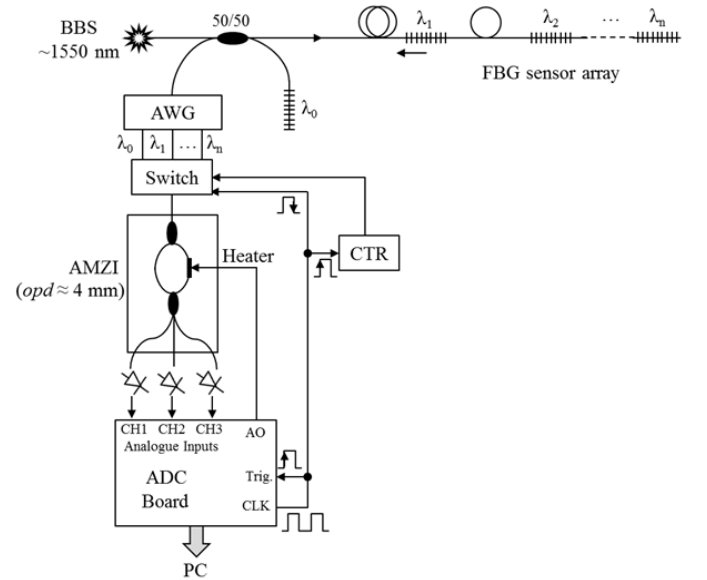 BBS
~1550 nm
50/50
λ1
λ2
...
λn
FBG sensor array
λ0
AWG
λ0 λ1 ... λn
Switch
CTR
Heater
AMZI
(opd ≈ 4 mm)
CH1 CH2 CH3 AO
Analogue Inputs
ADC
Board
Trig.
CLK
PC